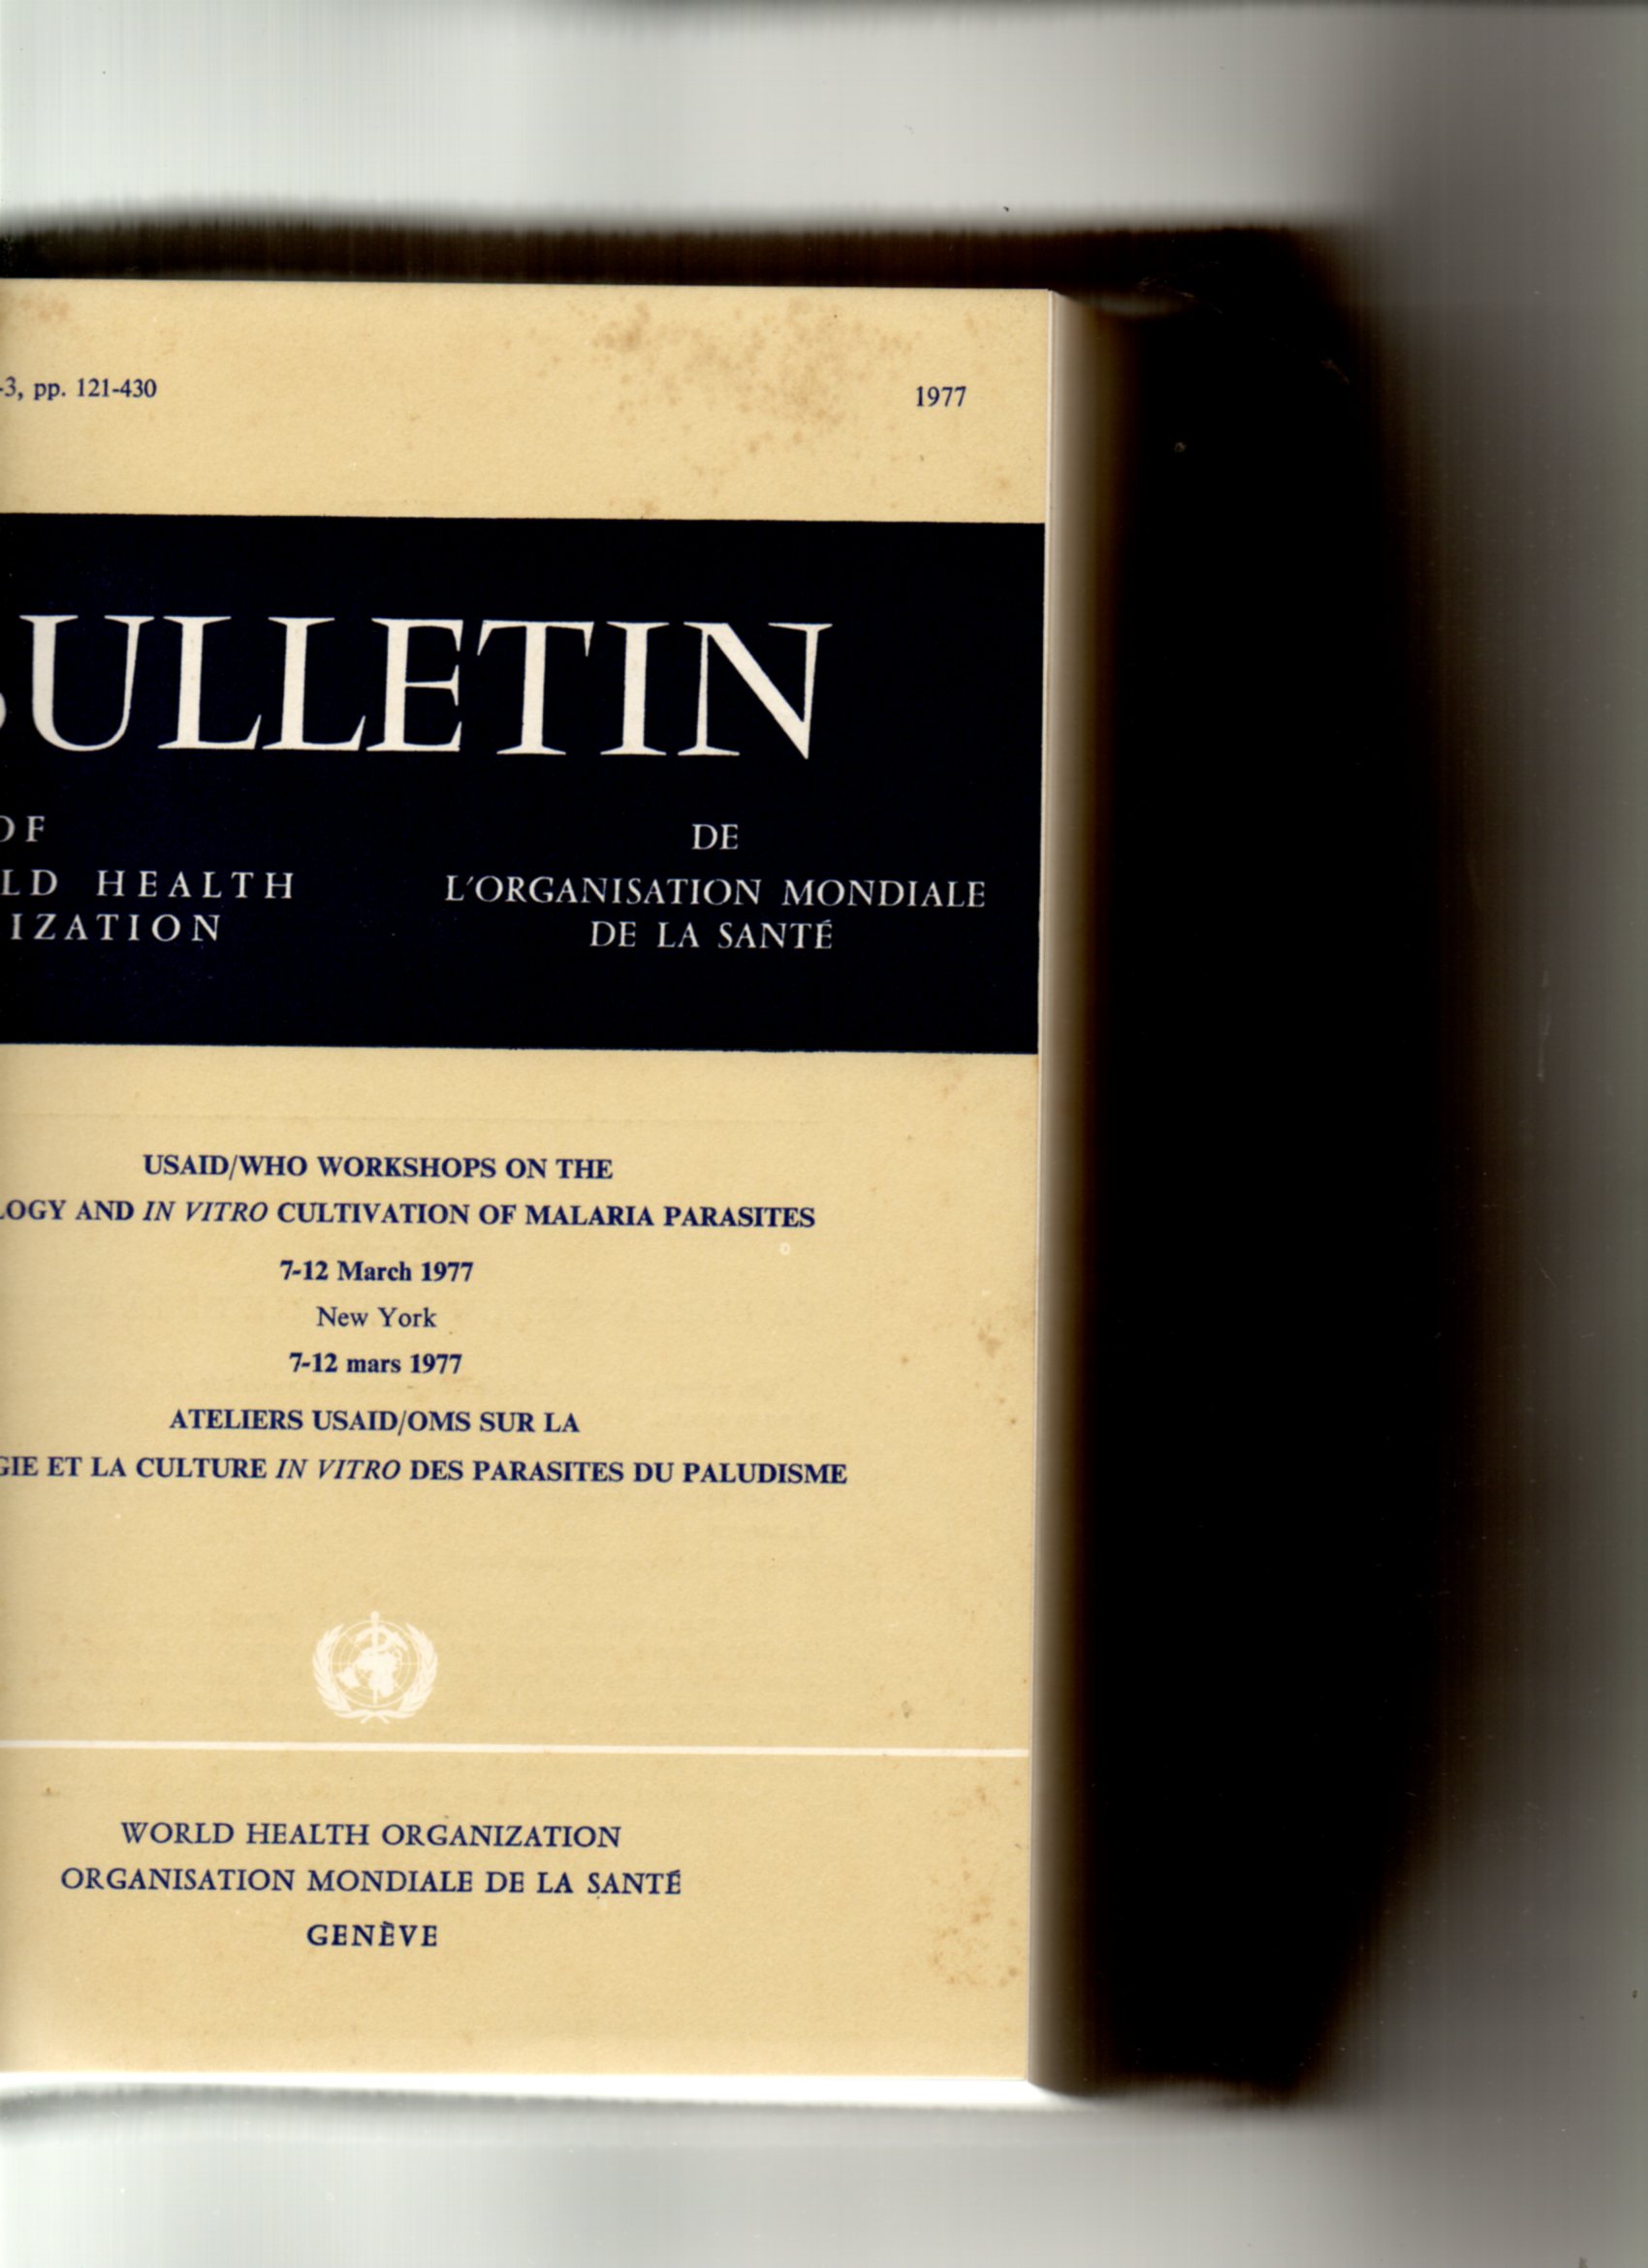 -3, pp. 121-430 1977
BULLETIN
OF
LD HEALTH
IZATION
DE
L'ORGANISATION MONDIALE
DE LA SANTÉ
USAID/WHO WORKSHOPS ON THE
LOGY AND IN VITRO CULTIVATION OF MALARIA PARASITES
7-12 March 1977
New York
7-12 mars 1977
ATELIERS USAID/OMS SUR LA
GIE ET LA CULTURE IN VITRO DES PARASITES DU PALUDISME
WORLD HEALTH ORGANIZATION
ORGANISATION MONDIALE DE LA SANTÉ
GENÈVE